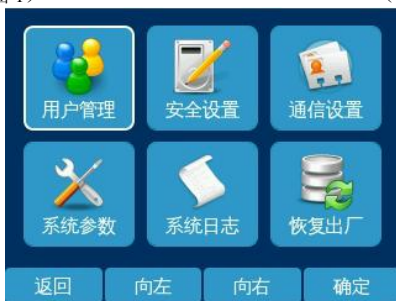 用户管理 安全设置 通信设置
系统参数 系统日志 恢复出厂
返回 向左 向右 确定